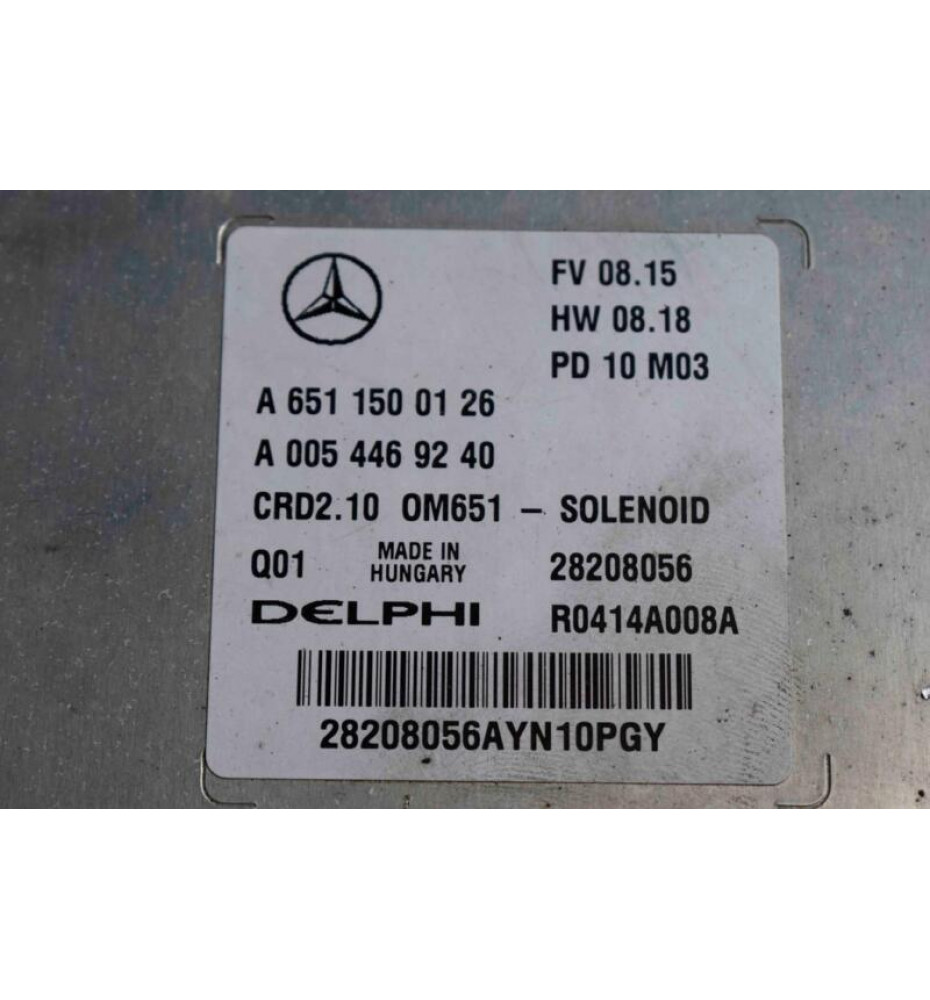 FV 08.15
HW 08.18
PD 10 M03
A 651 150 01 26
A 005 446 92 40
CRD2.10 OM651 – SOLENOID
Q01 MADE IN HUNGARY 28208056
DELPHI R0414A008A
28208056AYN10PGY